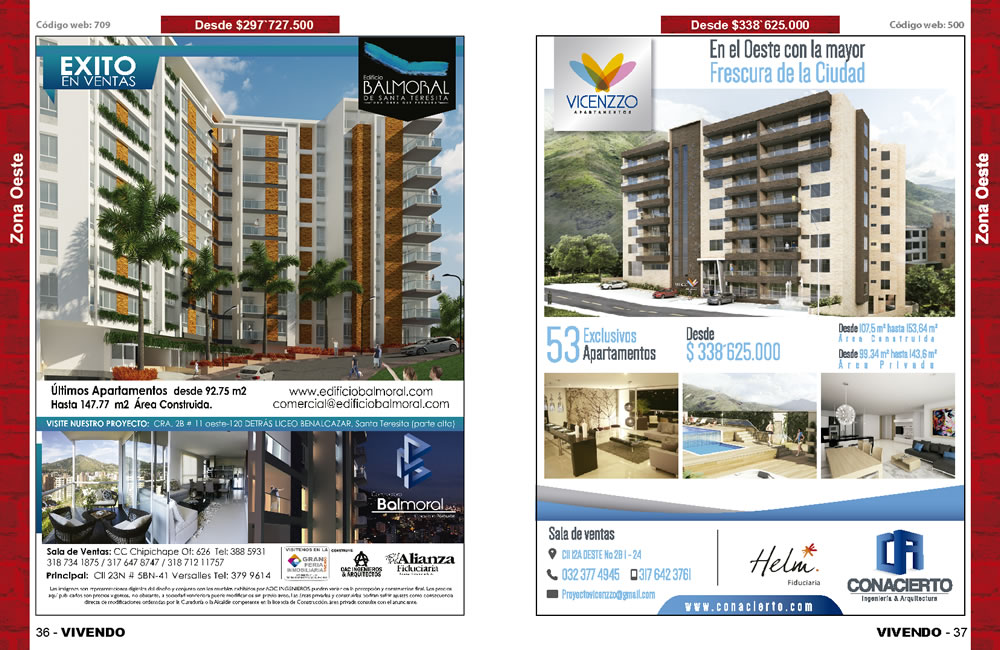 Código web: 709
Desde $297'727.500
Zona Oeste
EXITO
EN VENTAS
Edificio
BALMORAL
DE SANTA TERESITA
Últimos Apartamentos desde 92.75 m2
Hasta 147.77 m2 Área Construida.
www.edificiobalmoral.com
comercial@edificiobalmoral.com
VISITE NUESTRO PROYECTO: CRA, 2B # 11 oeste-120 DETRÁS LICEO BENALCAZAR, Santa Teresita (parte alta)
Constructora
Balmoral
Sala de Ventas: CC Chipichape Of: 626 Tel: 388 5931
318 734 1875 / 317 647 8747 / 318 712 11757
Principal: Cll 23N # 5BN-41 Versalles Tel: 379 9614
VISITENOS EN LA
GRAN
FERIA
INMOBILIARIA
CONSTRUYE:
OAC INGENIEROS
& ARQUITECTOS
Alianza
Fiduciaria
36 - VIVENDO
Desde $338'625.000
Código web: 500
Zona Oeste
VICENZZO
APARTAMENTOS
En el Oeste con la mayor
Frescura de la Ciudad
53 Exclusivos
Apartamentos
Desde
$ 338'625.000
Desde 107,5 m² hasta 153,64 m²
Área Construida
Desde 99,34 m² hasta 143,6 m²
Área Privada
Sala de ventas
Cll 12A OESTE No 2B 1 - 24
032 377 4945
317 642 3761
Proyectovicenzzo@gmail.com
Helm
Fiduciaria
CONACIERTO
Ingeniería & Arquitectura
www.conacierto.com
VIVENDO - 37